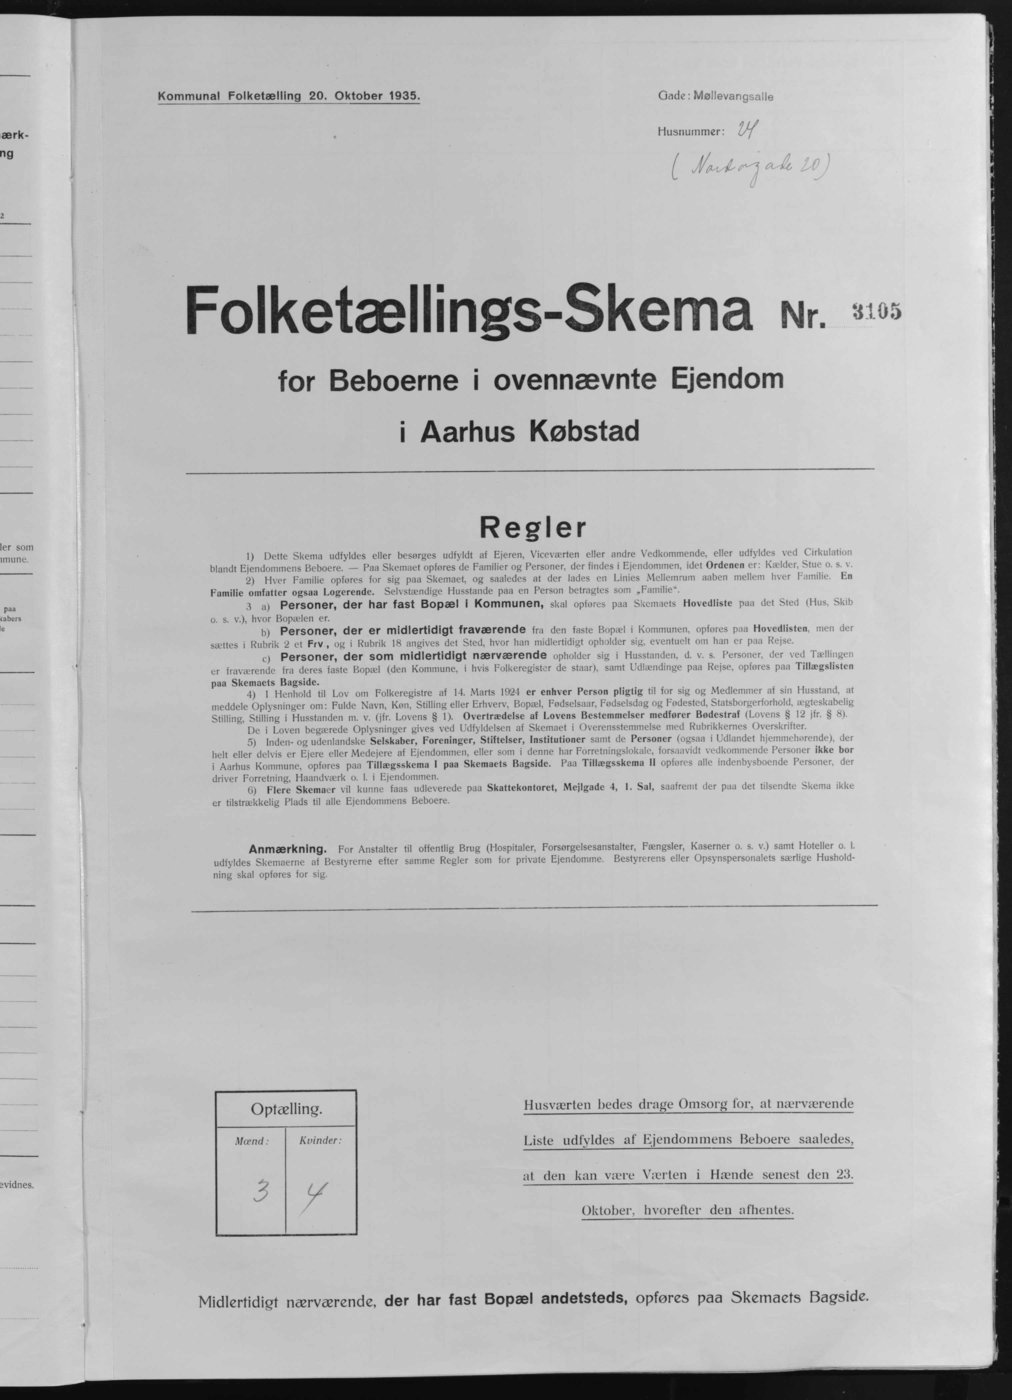 Kommunal Folketælling 20. Oktober 1935.
Gade: Møllevangsalle
Husnummer: 24
(Nordøgade 20)
Folketællings-Skema Nr. 3105
for Beboerne i ovennævnte Ejendom
i Aarhus Købstad
Regler
1) Dette Skema udfyldes eller besørges udfyldt af Ejeren, Viceværten eller andre Vedkommende, eller udfyldes ved Cirkulation
blandt Ejendommens Beboere. — Paa Skemaet opføres de Familier og Personer, der findes i Ejendommen, idet Ordenen er: Kælder, Stue o. s. v.
2) Hver Familie opføres for sig paa Skemaet, og saaledes at der lades en Linies Mellemrum aaben mellem hver Familie. En
Familie omfatter ogsaa Logerende. Selvstændige Husstande paa en Person betragtes som „Familie“.
3 a) Personer, der har fast Bopæl i Kommunen, skal opføres paa Skemaets Hovedliste paa det Sted (Hus, Skib
o. s. v.), hvor Bopælen er.
b) Personer, der er midlertidigt fraværende fra den faste Bopæl i Kommunen, opføres paa Hovedlisten, men der
sættes i Rubrik 2 et Frv., og i Rubrik 18 angives det Sted, hvor han midlertidigt opholder sig, eventuelt om han er paa Rejse.
c) Personer, der som midlertidigt nærværende opholder sig i Husstanden, d. v. s. Personer, der ved Tællingen
er fraværende fra deres faste Bopæl (den Kommune, i hvis Folkeregister de staar), samt Udlændinge paa Rejse, opføres paa Tillægslisten
paa Skemaets Bagside.
4) I Henhold til Lov om Folkeregistre af 14. Marts 1924 er enhver Person pligtig til for sig og Medlemmer af sin Husstand, at
meddele Oplysninger om: Fulde Navn, Køn, Stilling eller Erhverv, Bopæl, Fødselsaar, Fødselsdag og Fødested, Statsborgerforhold, ægteskabelig
Stilling, Stilling i Husstanden m. v. (jfr. Lovens § 1). Overtrædelse af Lovens Bestemmelser medfører Bødestraf (Lovens § 12 jfr. § 8).
De i Loven begærede Oplysninger gives ved Udfyldelsen af Skemaet i Overensstemmelse med Rubrikkernes Overskrifter.
5) Inden- og udenlandske Selskaber, Foreninger, Stiftelser, Institutioner samt de Personer (ogsaa i Udlandet hjemmehørende), der
helt eller delvis er Ejere eller Medejere af Ejendommen, eller som i denne har Forretningslokale, forsaavidt vedkommende Personer ikke bor
i Aarhus Kommune, opføres paa Tillægsskema I paa Skemaets Bagside. Paa Tillægsskema II opføres alle indenbysboende Personer, der
driver Forretning, Haandværk o. l. i Ejendommen.
6) Flere Skemaer vil kunne faas udleverede paa Skattekontoret, Mejlgade 4, 1. Sal, saafremt der paa det tilsendte Skema ikke
er tilstrækkelig Plads til alle Ejendommens Beboere.
Anmærkning. For Anstalter til offentlig Brug (Hospitaler, Forsørgelsesanstalter, Fængsler, Kaserner o. s. v.) samt Hoteller o. l.
udfyldes Skemaerne af Bestyrerne efter samme Regler som for private Ejendomme. Bestyrerens eller Opsynspersonalets særlige Hushold-
ning skal opføres for sig.
Optælling.
Mænd: Kvinder:
3 4
Husværten bedes drage Omsorg for, at nærværende
Liste udfyldes af Ejendommens Beboere saaledes,
at den kan være Værten i Hænde senest den 23.
Oktober, hvorefter den afhentes.
Midlertidigt nærværende, der har fast Bopæl andetsteds, opføres paa Skemaets Bagside.